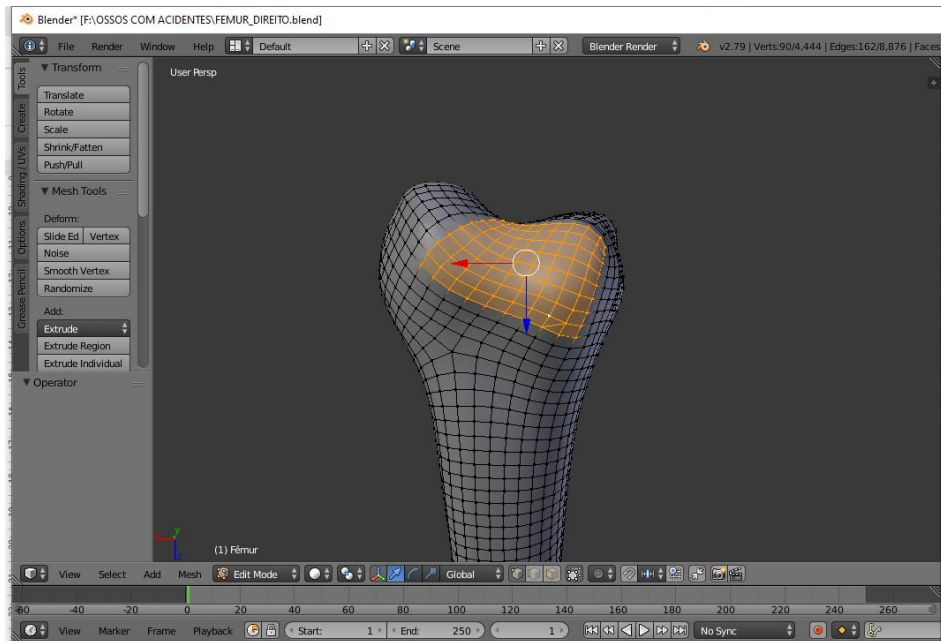 Blender* [F:\OSSOS COM ACIDENTES\FEMUR_DIREITO.blend]
File Render Window Help Default Scene Blender Render v2.79 | Verts:90/4,444 | Edges:162/8,876 | Faces
Tools
Create
Shading / UVs
Options
Grease Pencil
Transform
Translate
Rotate
Scale
Shrink/Fatten
Push/Pull
Mesh Tools
Deform:
Slide Ed Vertex
Noise
Smooth Vertex
Randomize
Add:
Extrude
Extrude Region
Extrude Individual
Operator
User Persp
(1) Fêmur
View Select Add Mesh Edit Mode Global
-60 -40 -20 0 20 40 60 80 100 120 140 160 180 200 220 240 260
View Marker Frame Playback Start: 1 End: 250 1 No Sync